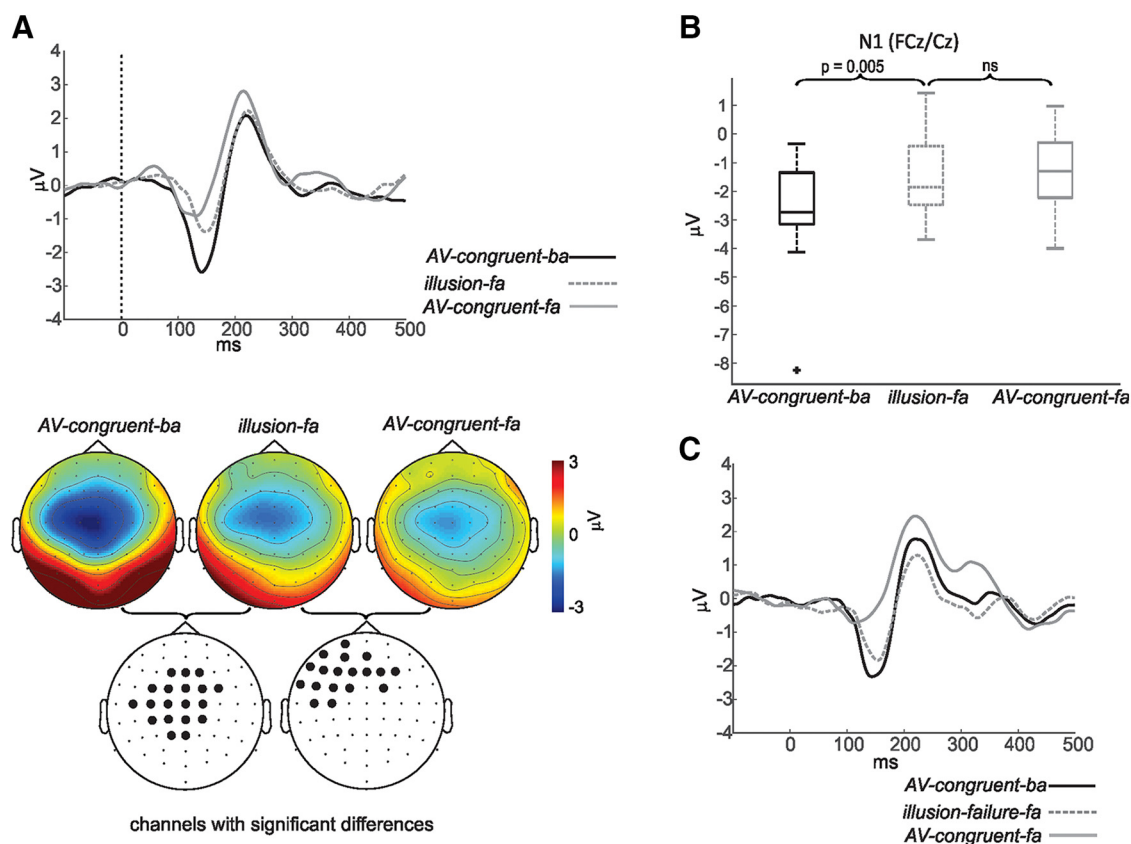 A
4
3
2
1
0
-1
-2
-3
-4
μV
0 100 200 300 400 500
ms
AV-congruent-ba
illusion-fa
AV-congruent-fa
AV-congruent-ba illusion-fa AV-congruent-fa
3
0
-3
μV
channels with significant differences
B
N1 (FCz/Cz)
p = 0.005 ns
1
0
-1
-2
-3
-4
-5
-6
-7
-8
μV
AV-congruent-ba illusion-fa AV-congruent-fa
C
4
3
2
1
0
-1
-2
-3
-4
μV
0 100 200 300 400 500
ms
AV-congruent-ba
illusion-failure-fa
AV-congruent-fa